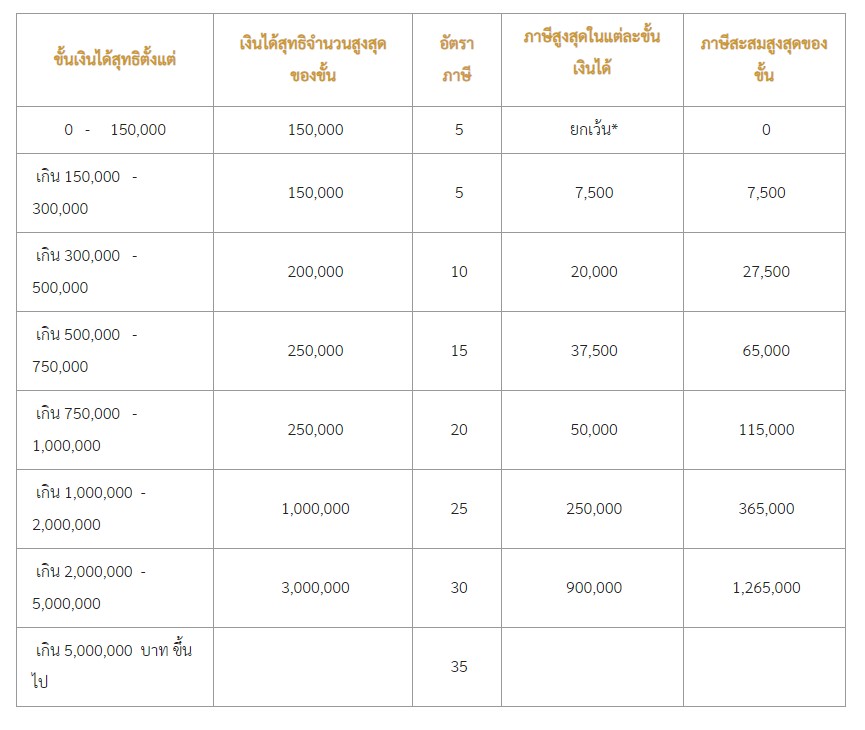 ขั้นเงินได้สุทธิตั้งแต่
เงินได้สุทธิจำนวนสูงสุด
ของขั้น
อัตรา
ภาษี
ภาษีสูงสุดในแต่ละขั้น
เงินได้
ภาษีสะสมสูงสุดของ
ขั้น
0 - 150,000
150,000
5
ยกเว้น*
0
เกิน 150,000 -
300,000
150,000
5
7,500
7,500
เกิน 300,000 -
500,000
200,000
10
20,000
27,500
เกิน 500,000 -
750,000
250,000
15
37,500
65,000
เกิน 750,000 -
1,000,000
250,000
20
50,000
115,000
เกิน 1,000,000 -
2,000,000
1,000,000
25
250,000
365,000
เกิน 2,000,000 -
5,000,000
3,000,000
30
900,000
1,265,000
เกิน 5,000,000 บาท ขึ้น
ไป
35